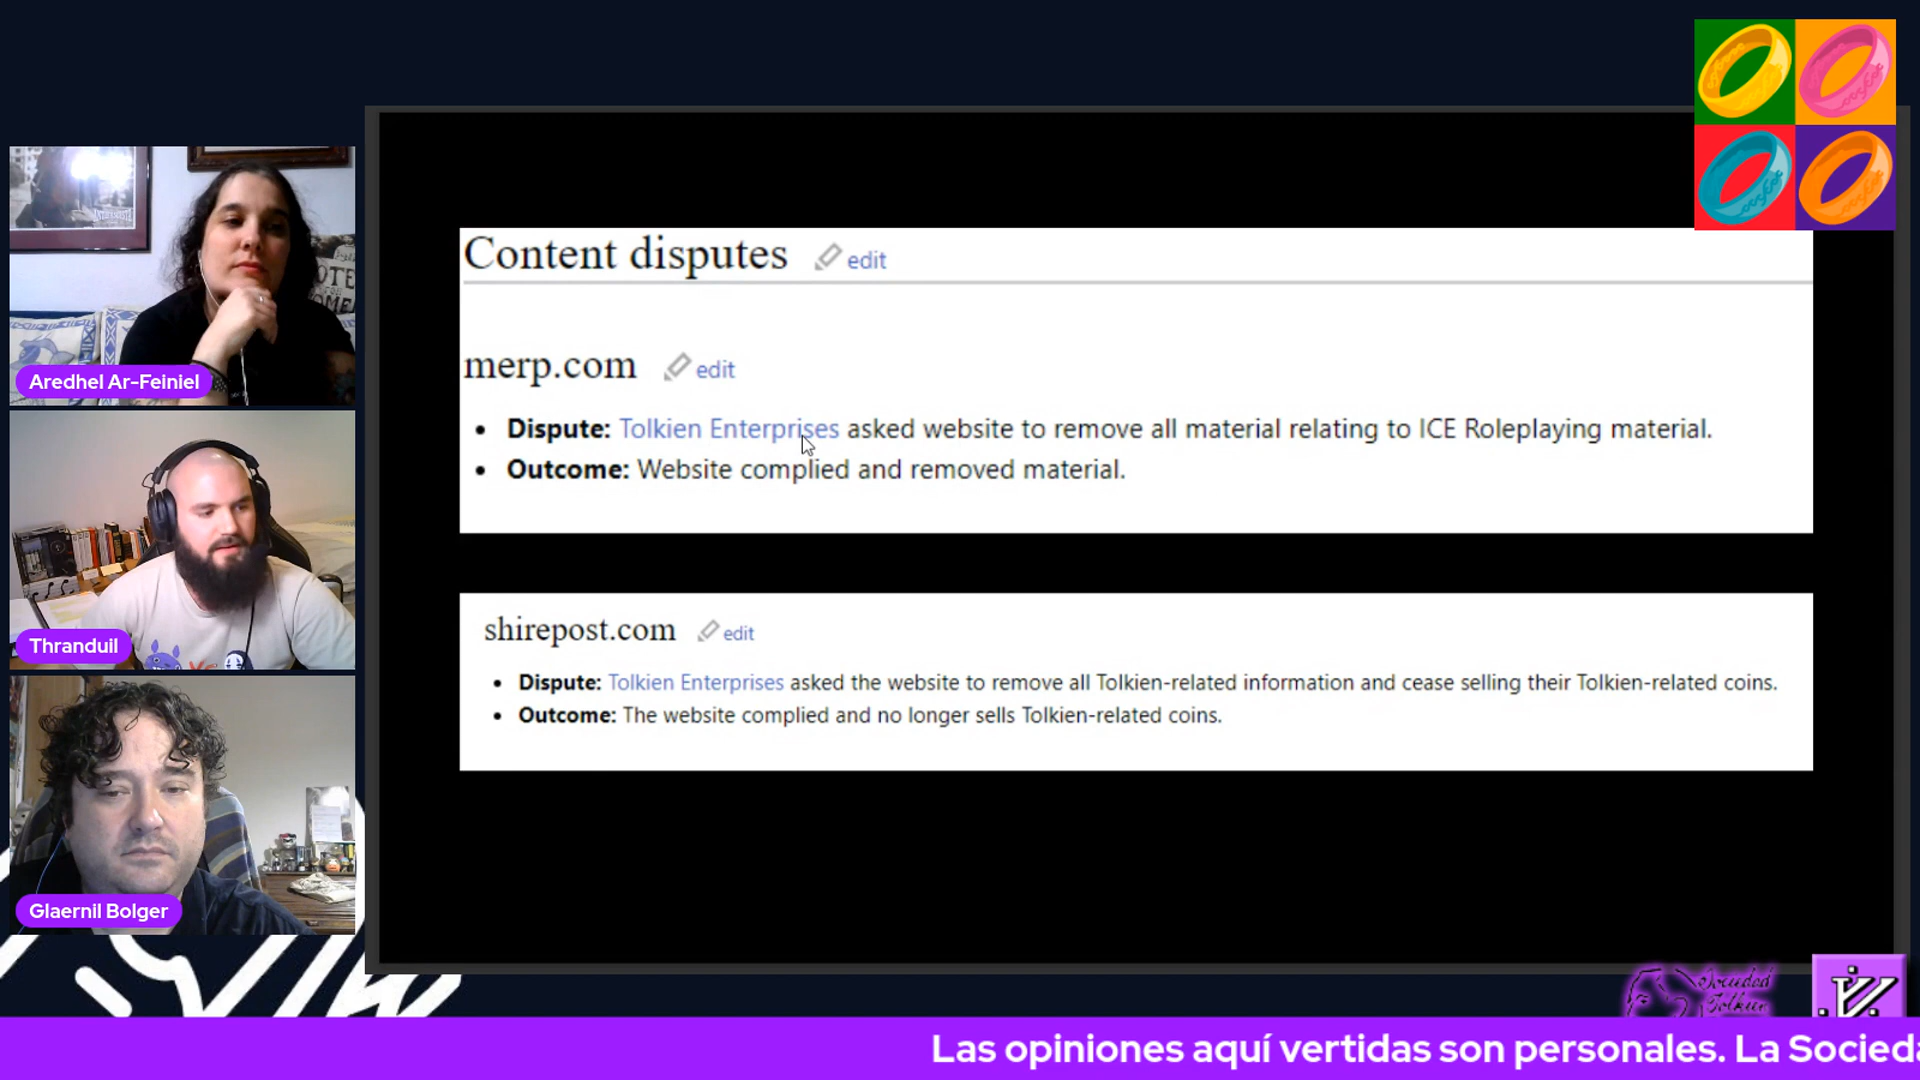 Content disputes edit
merp.com edit
Dispute: Tolkien Enterprises asked website to remove all material relating to ICE Roleplaying material.
Outcome: Website complied and removed material.
shirepost.com edit
Dispute: Tolkien Enterprises asked the website to remove all Tolkien-related information and cease selling their Tolkien-related coins.
Outcome: The website complied and no longer sells Tolkien-related coins.
Aredhel Ar-Feiniel
Thranduil
Glaernil Bolger
Sociedad
Tolkien
Las opiniones aquí vertidas son personales. La Socieda